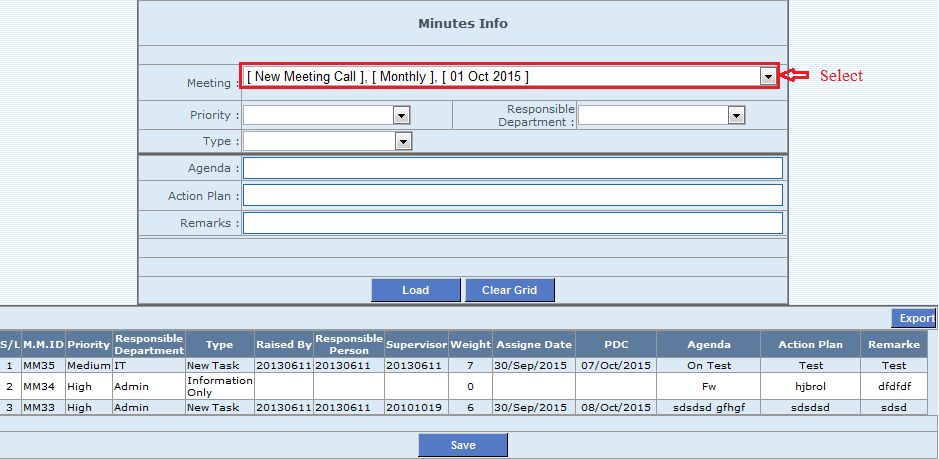 Minutes Info
Meeting : [ New Meeting Call ], [ Monthly ], [ 01 Oct 2015 ] Select
Priority : Responsible Department :
Type :
Agenda :
Action Plan :
Remarks :
Load Clear Grid
Export
S/L M.M.ID Priority Responsible Department Type Raised By Responsible Person Supervisor Weight Assigne Date PDC Agenda Action Plan Remarke
1 MM35 Medium IT New Task 20130611 20130611 20130611 7 30/Sep/2015 07/Oct/2015 On Test Test Test
2 MM34 High Admin Information Only 0 Fw hjbrol dfdfdf
3 MM33 High Admin New Task 20130611 20130611 20101019 6 30/Sep/2015 08/Oct/2015 sdsdsd gfhgf sdsdsd sdsd
Save